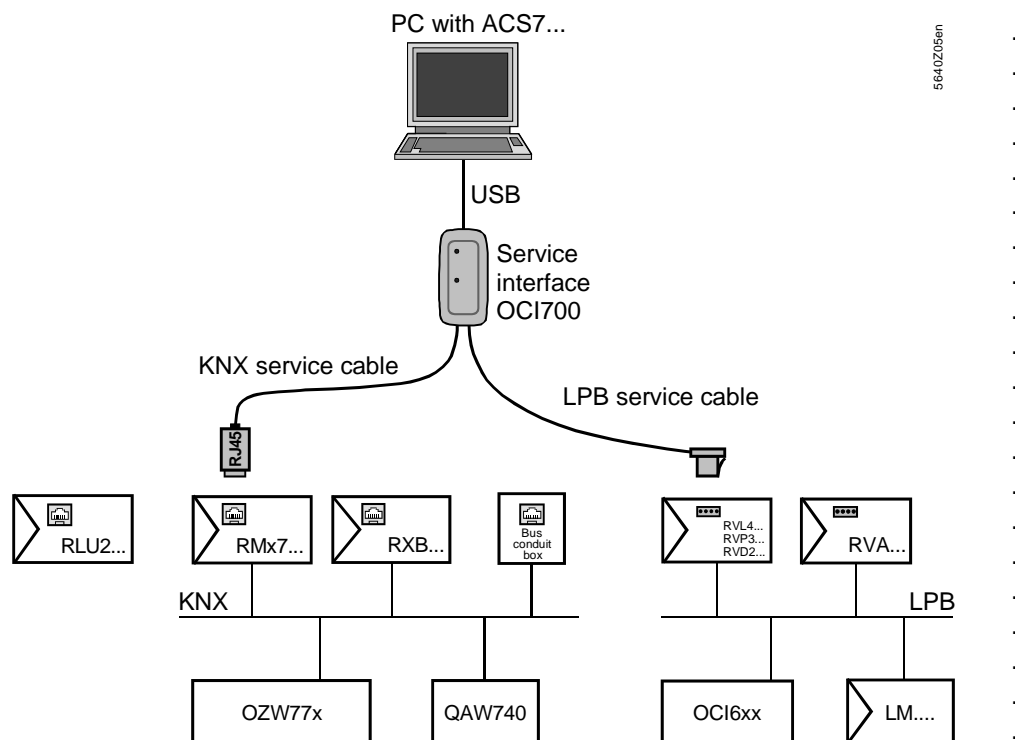 PC with ACS7...
5640Z05en
USB
Service
interface
OCI700
KNX service cable
LPB service cable
RJ45
RLU2...
RMx7...
RXB...
Bus
conduit
box
RVL4...
RVP3...
RVD2...
RVA...
KNX
LPB
OZW77x
QAW740
OCI6xx
LM....